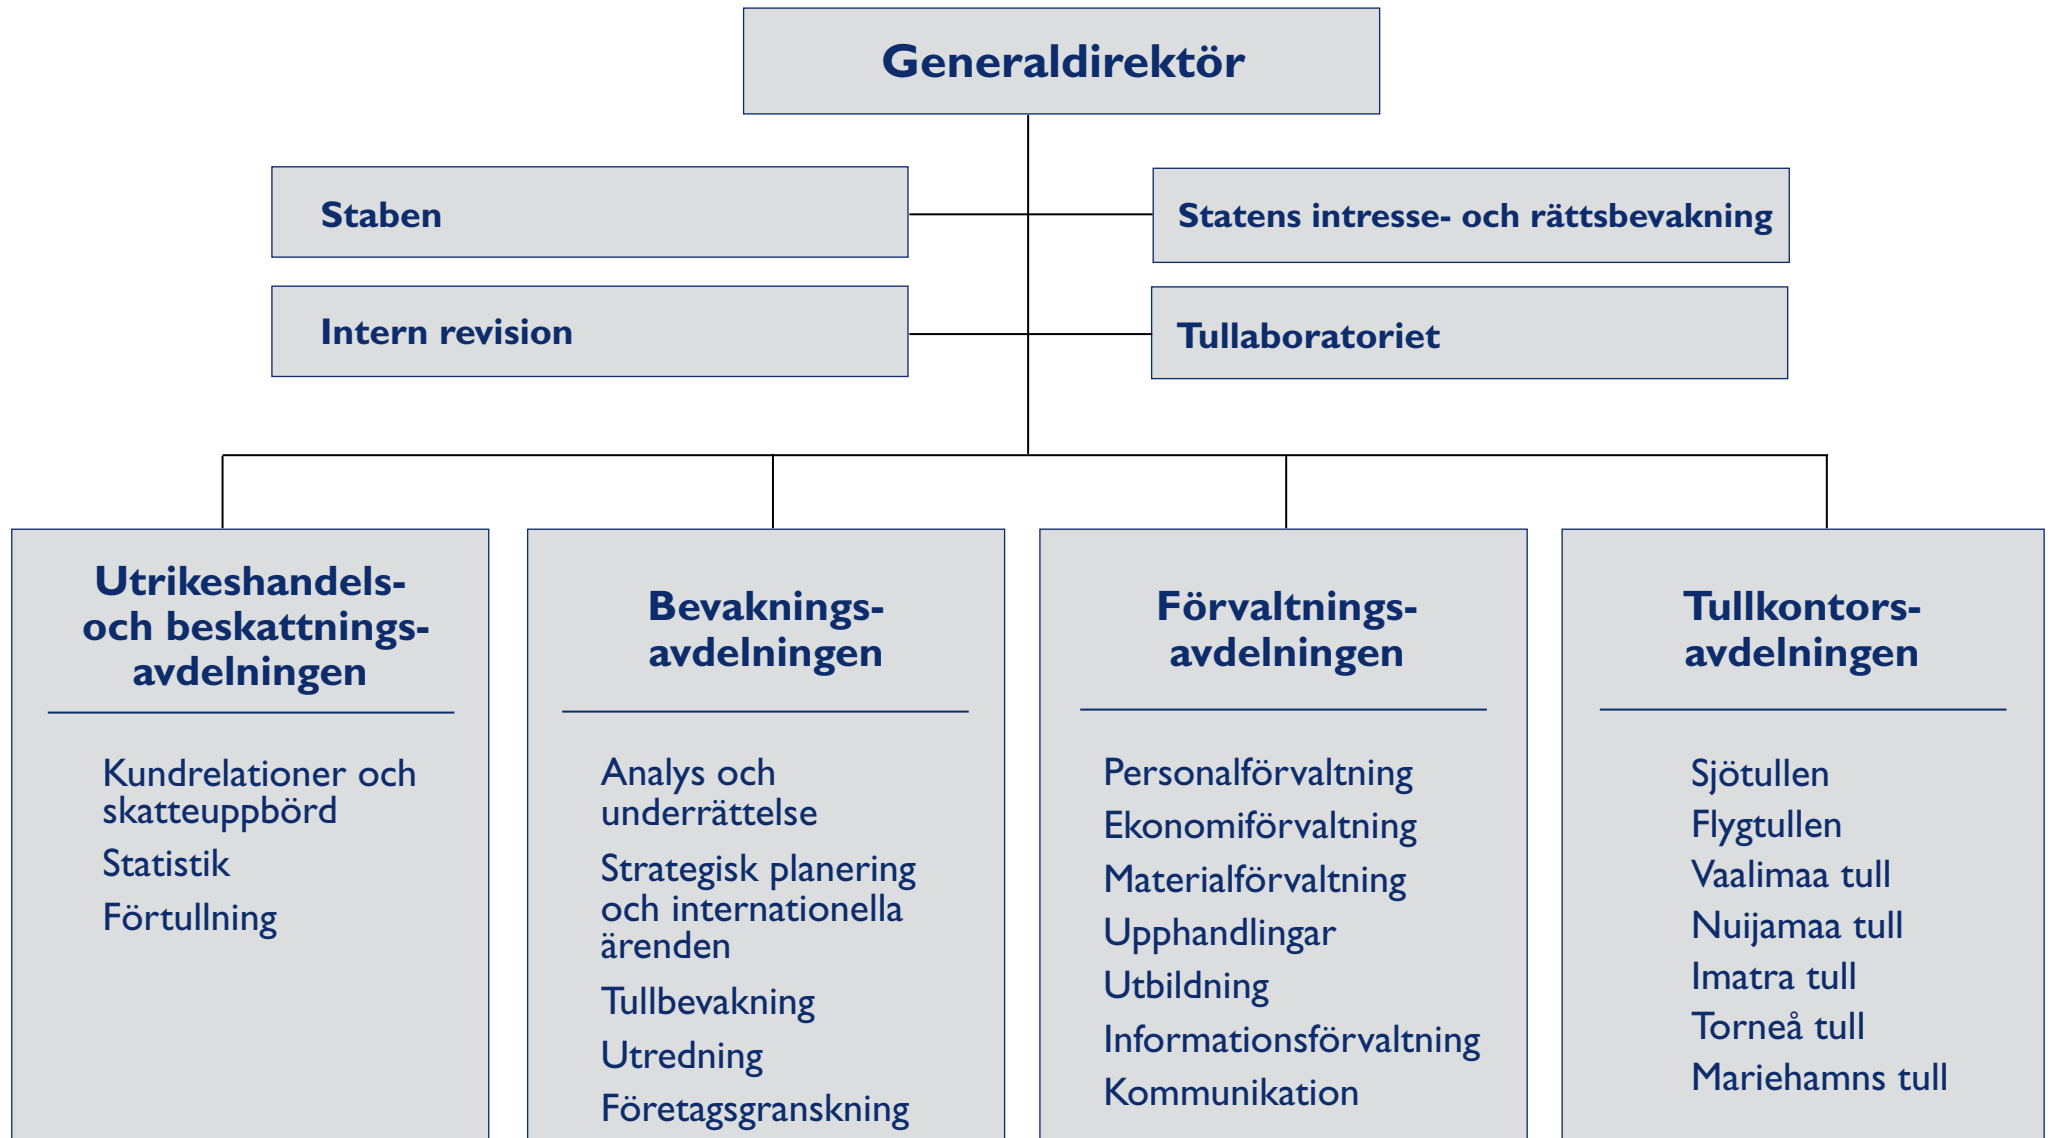 Generaldirektör
Staben
Statens intresse- och rättsbevakning
Intern revision
Tullaboratoriet
Utrikeshandels-
och beskattnings-
avdelningen
Kundrelationer och
skatteuppbörd
Statistik
Förtullning
Bevaknings-
avdelningen
Analys och
underrättelse
Strategisk planering
och internationella
ärenden
Tullbevakning
Utredning
Företagsgranskning
Förvaltnings-
avdelningen
Personalförvaltning
Ekonomiförvaltning
Materialförvaltning
Upphandlingar
Utbildning
Informationsförvaltning
Kommunikation
Tullkontors-
avdelningen
Sjötullen
Flygtullen
Vaalimaa tull
Nuijamaa tull
Imatra tull
Torneå tull
Mariehamns tull